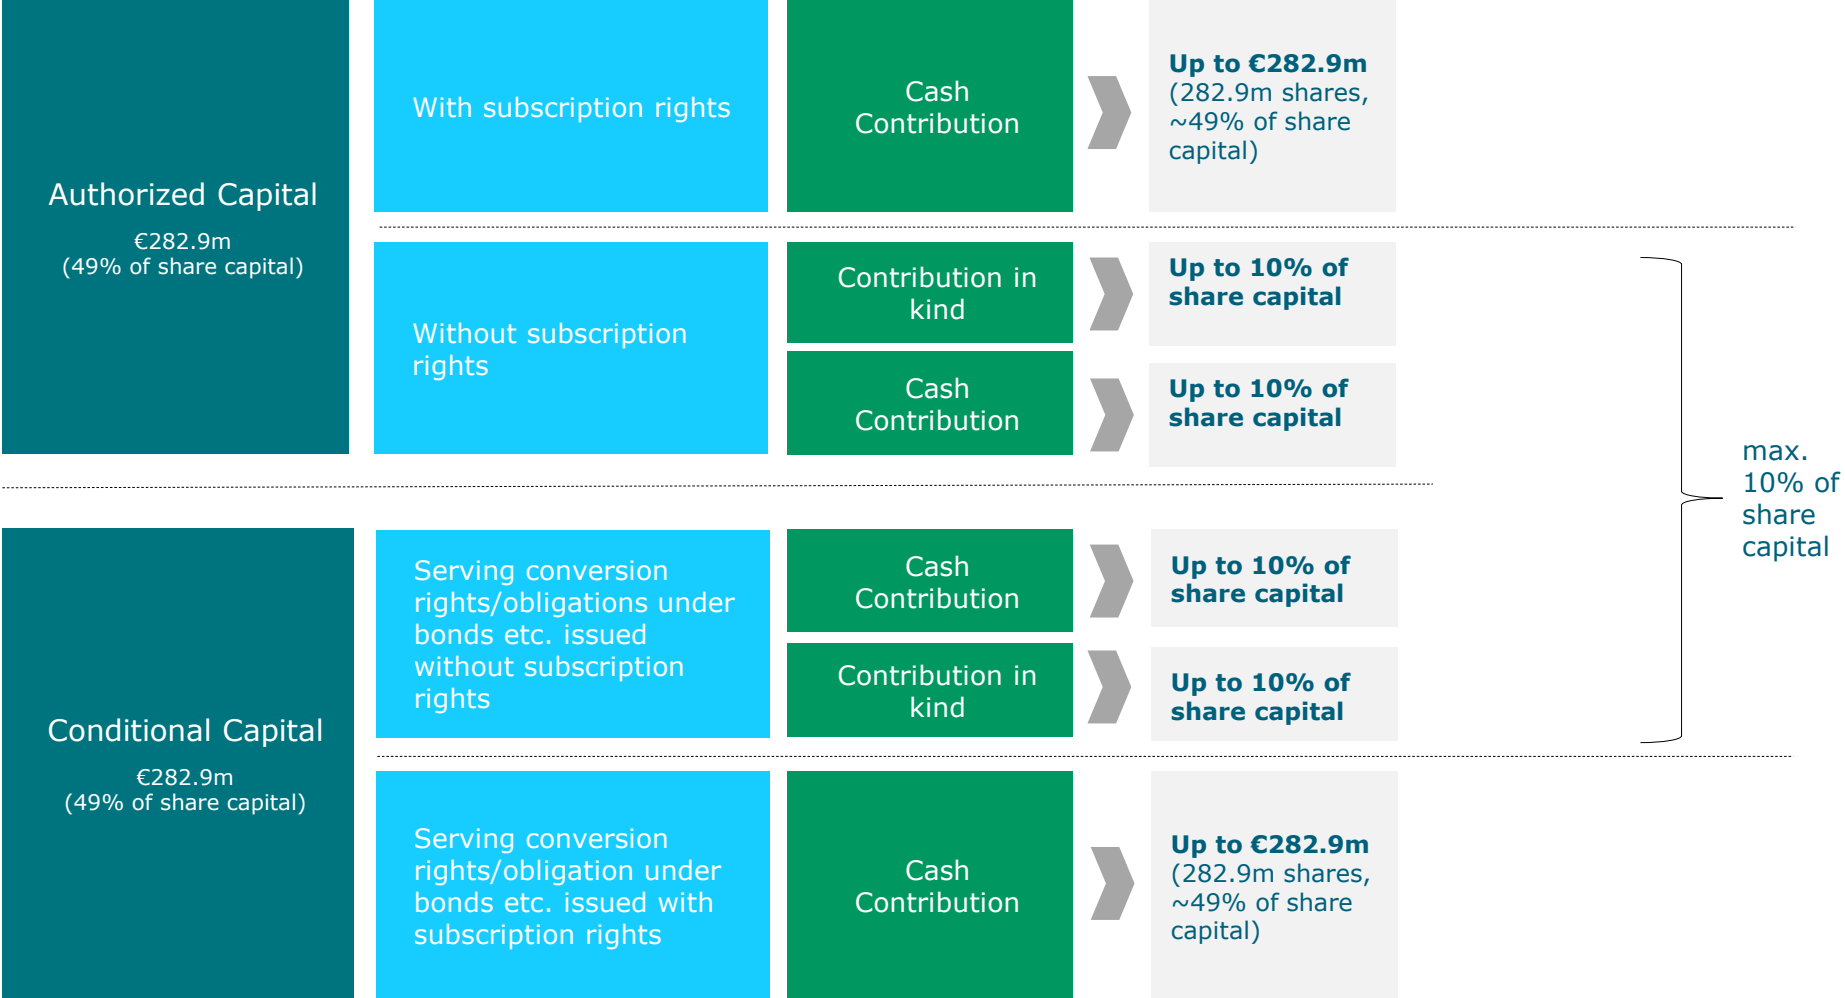 Authorized Capital
€282.9m
(49% of share capital)
With subscription rights
Cash
Contribution
Up to €282.9m
(282.9m shares,
~49% of share
capital)
Without subscription
rights
Contribution in
kind
Up to 10% of
share capital
Cash
Contribution
Up to 10% of
share capital
max.
10% of
share
capital
Conditional Capital
€282.9m
(49% of share capital)
Serving conversion
rights/obligations under
bonds etc. issued
without subscription
rights
Cash
Contribution
Up to 10% of
share capital
Contribution in
kind
Up to 10% of
share capital
Serving conversion
rights/obligation under
bonds etc. issued with
subscription rights
Cash
Contribution
Up to €282.9m
(282.9m shares,
~49% of share
capital)